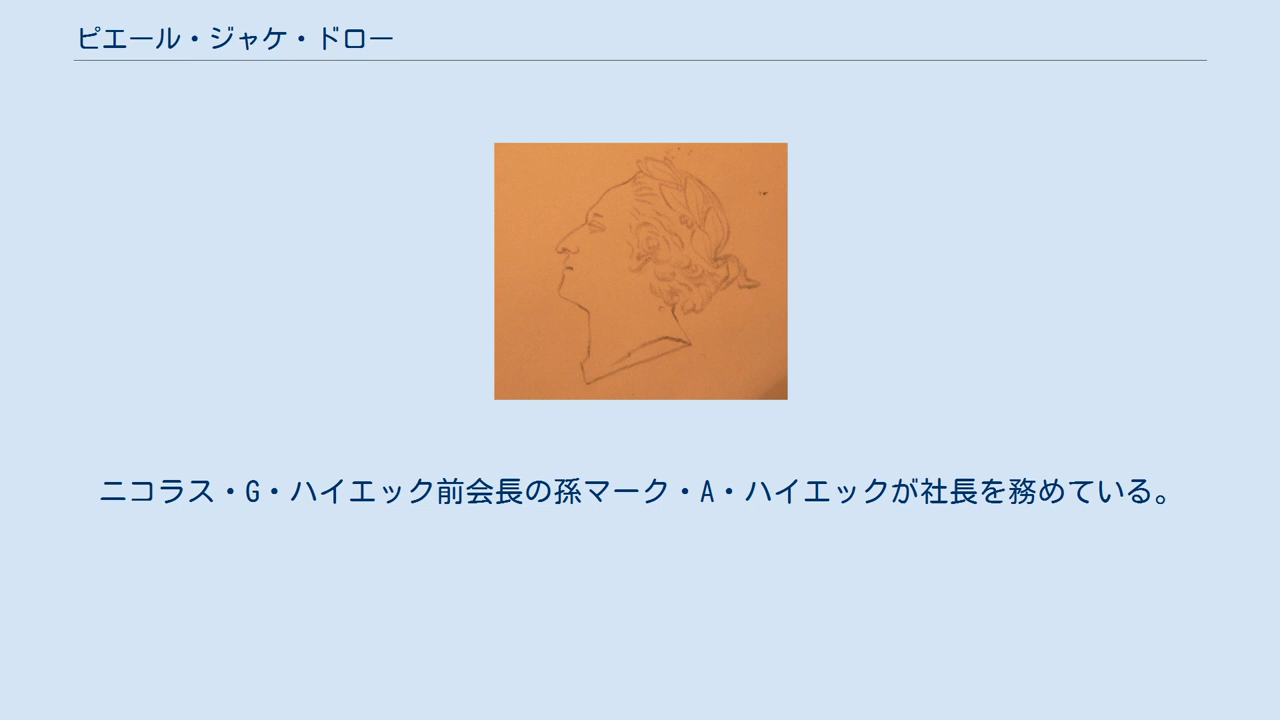 ピエール・ジャケ・ドロー
ニコラス・G・ハイエック前会長の孫マーク・A・ハイエックが社長を務めている。